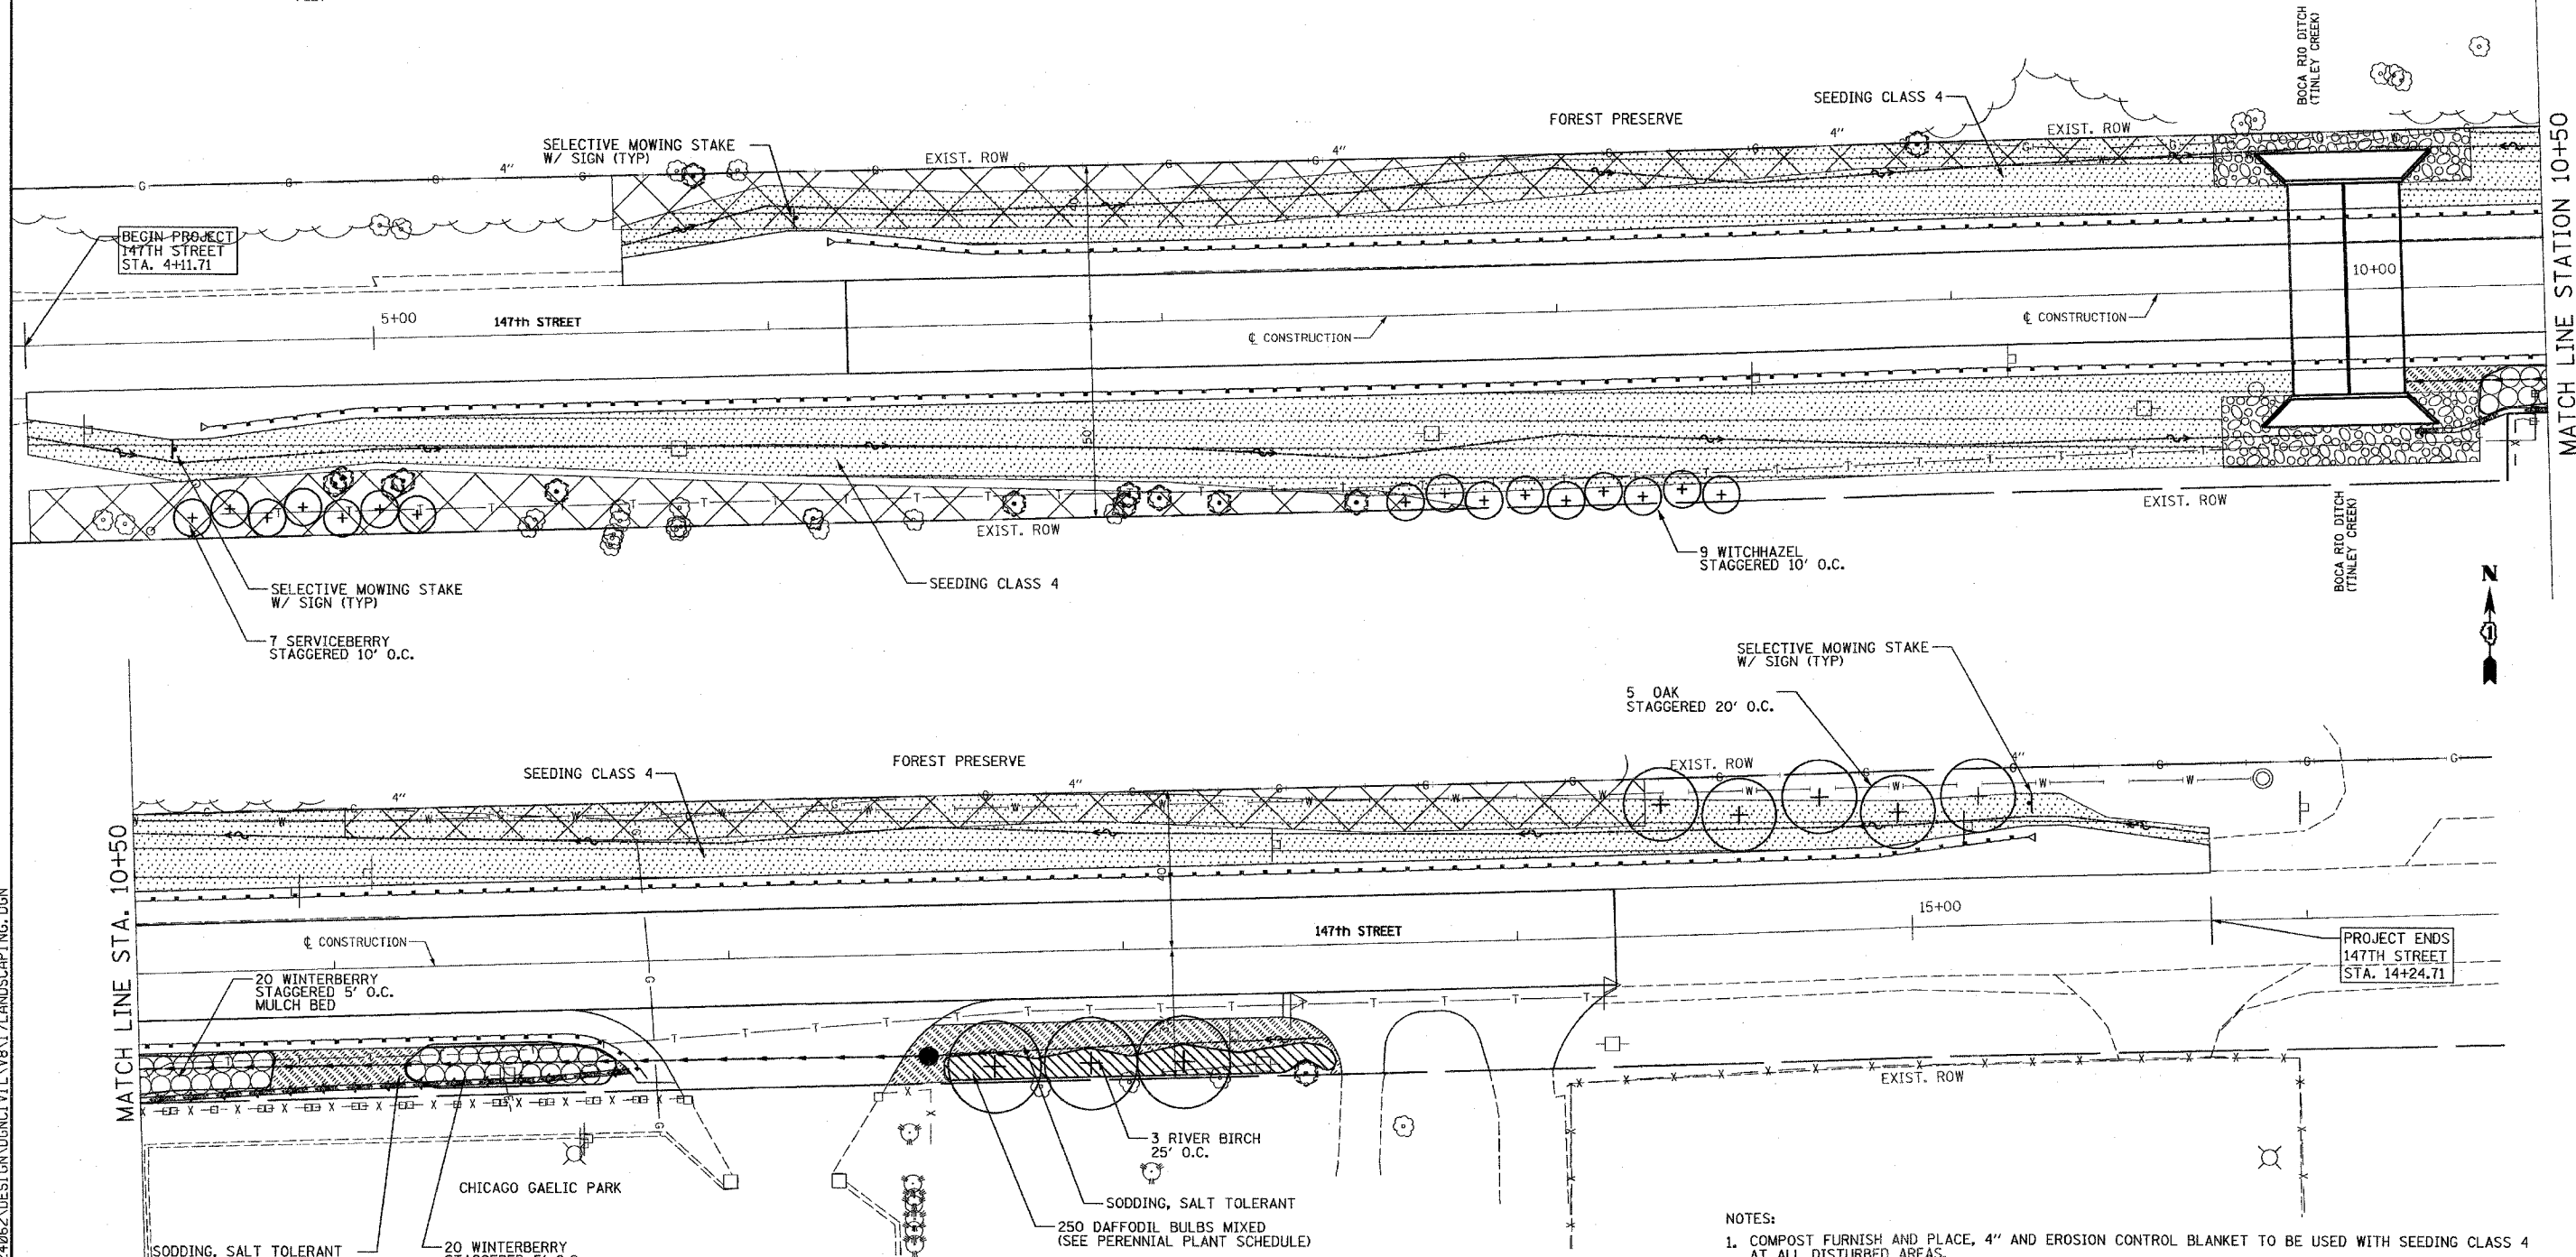 BOCA RIO DITCH
(TINLEY CREEK)
SEEDING CLASS 4
FOREST PRESERVE
4"
EXIST. ROW
SELECTIVE MOWING STAKE
W/ SIGN (TYP)
EXIST. ROW
4"
4"
G G G G G G G G G G G
BEGIN PROJECT
147TH STREET
STA. 4+11.71
5+00
147th STREET
℄ CONSTRUCTION
℄ CONSTRUCTION
10+00
MATCH LINE STATION 10+50
50
T T T T T T T T T T
EXIST. ROW
EXIST. ROW
BOCA RIO DITCH
(TINLEY CREEK)
9 WITCHHAZEL
STAGGERED 10' O.C.
SEEDING CLASS 4
SELECTIVE MOWING STAKE
W/ SIGN (TYP)
7 SERVICEBERRY
STAGGERED 10' O.C.
N
1
SELECTIVE MOWING STAKE
W/ SIGN (TYP)
5 OAK
STAGGERED 20' O.C.
FOREST PRESERVE
SEEDING CLASS 4
EXIST. ROW
4"
4"
4"
MATCH LINE STA. 10+50
40
15+00
147th STREET
℄ CONSTRUCTION
PROJECT ENDS
147TH STREET
STA. 14+24.71
20 WINTERBERRY
STAGGERED 5' O.C.
MULCH BED
EXIST. ROW
3 RIVER BIRCH
25' O.C.
CHICAGO GAELIC PARK
SODDING, SALT TOLERANT
250 DAFFODIL BULBS MIXED
(SEE PERENNIAL PLANT SCHEDULE)
SODDING, SALT TOLERANT
20 WINTERBERRY
STAGGERED 5' O.C.
NOTES:
1. COMPOST FURNISH AND PLACE, 4" AND EROSION CONTROL BLANKET TO BE USED WITH SEEDING CLASS 4
AT ALL DISTURBED AREAS.